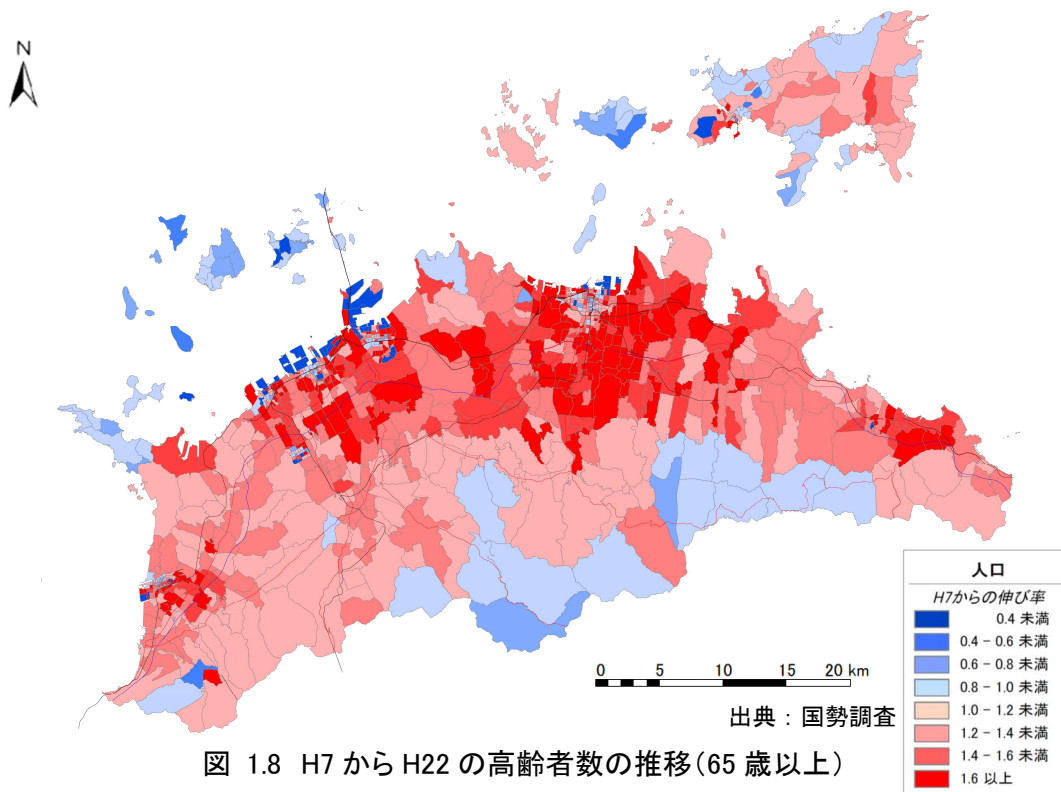 N
人口
H7からの伸び率
0.4 未満
0.4 - 0.6 未満
0.6 - 0.8 未満
0.8 - 1.0 未満
1.0 - 1.2 未満
1.2 - 1.4 未満
1.4 - 1.6 未満
1.6 以上
0 5 10 15 20 km
出典：国勢調査
図 1.8 H7 から H22 の高齢者数の推移(65 歳以上)